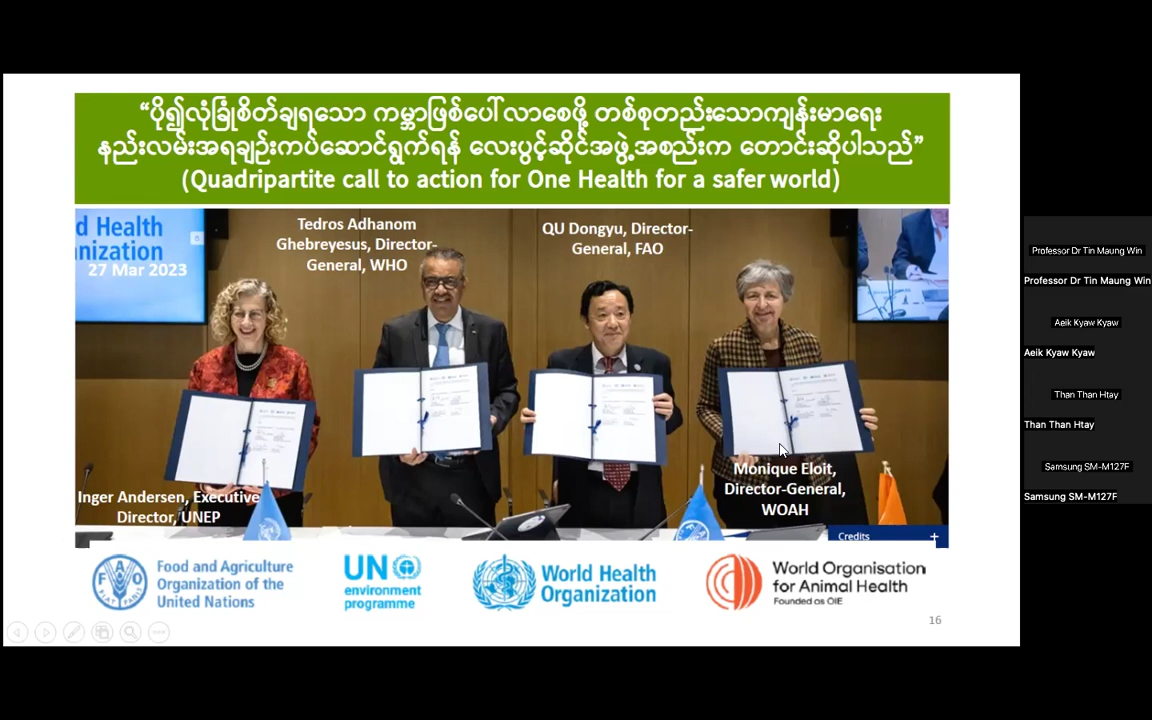 “ပို၍လုံခြုံစိတ်ချရသော ကမ္ဘာဖြစ်ပေါ်လာစေဖို့ တစ်စုတည်းသောကျန်းမာရေး
နည်းလမ်းအရချဉ်းကပ်ဆောင်ရွက်ရန် လေးပွင့်ဆိုင်အဖွဲ့အစည်းက တောင်းဆိုပါသည်”
(Quadripartite call to action for One Health for a safer world)
d Health
nization
27 Mar 2023
Tedros Adhanom
Ghebreyesus, Director-
General, WHO
QU Dongyu, Director-
General, FAO
Inger Andersen, Executive
Director, UNEP
Monique Eloit,
Director-General,
WOAH
Credits +
FAO
FIAT PANIS
Food and Agriculture
Organization of the
United Nations
UN
environment
programme
World Health
Organization
World Organisation
for Animal Health
Founded as OIE
16
Professor Dr Tin Maung Win
Professor Dr Tin Maung Win
Aeik Kyaw Kyaw
Aeik Kyaw Kyaw
Than Than Htay
Than Than Htay
Samsung SM-M127F
Samsung SM-M127F